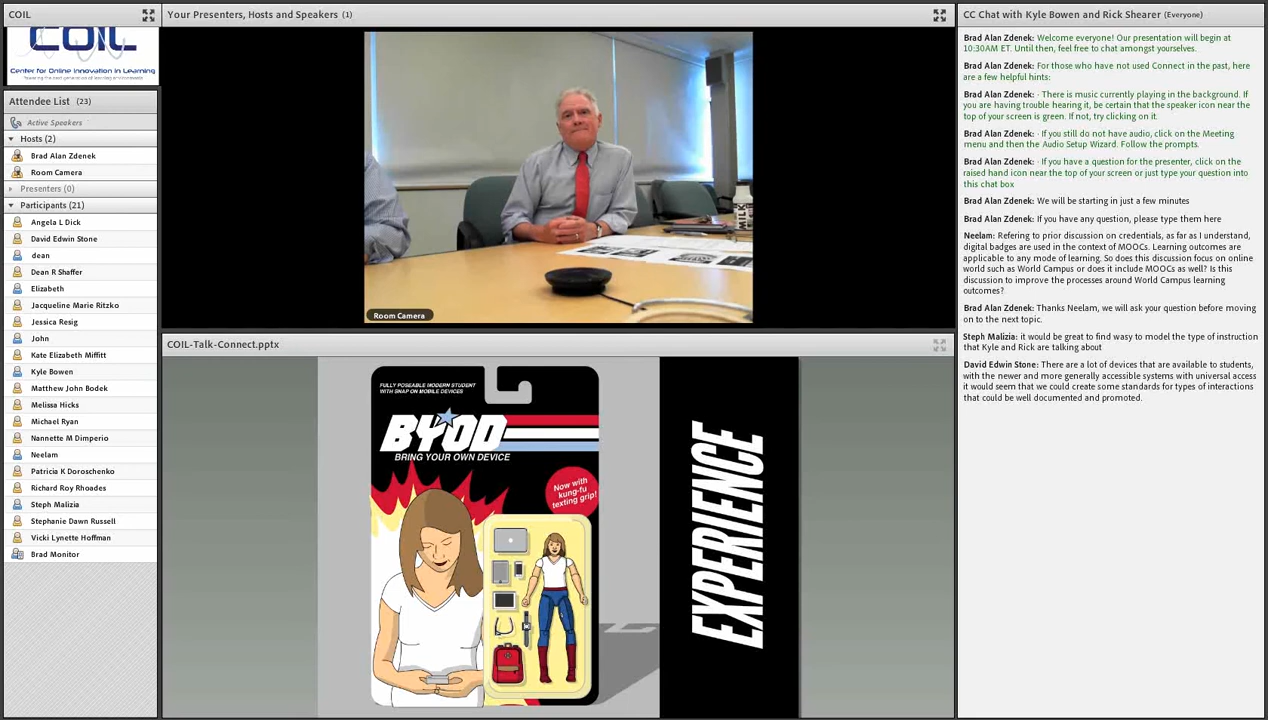 COIL
COIL
Center for Online Innovation in Learning
Attendee List (23)
Active Speakers
Hosts (2)
Brad Alan Zdenek
Room Camera
Presenters (0)
Participants (21)
Angela L Dick
David Edwin Stone
dean
Dean R Shaffer
Elizabeth
Jacqueline Marie Ritzko
Jessica Resig
John
Kate Elizabeth Miffitt
Kyle Bowen
Matthew John Bodek
Melissa Hicks
Michael Ryan
Nannette M Dimperio
Neelam
Patricia K Doroschenko
Richard Roy Rhoades
Steph Malizia
Stephanie Dawn Russell
Vicki Lynette Hoffman
Brad Monitor
Your Presenters, Hosts and Speakers (1)
MILK
Room Camera
COIL-Talk-Connect.pptx
FULLY POSEABLE MODERN STUDENT
WITH SNAP ON MOBILE DEVICES
BYOD
BRING YOUR OWN DEVICE
Now with
kung-fu
texting grip!
EXPERIENCE
CC Chat with Kyle Bowen and Rick Shearer (Everyone)
Brad Alan Zdenek: Welcome everyone! Our presentation will begin at
10:30AM ET. Until then, feel free to chat amongst yourselves.
Brad Alan Zdenek: For those who have not used Connect in the past, here
are a few helpful hints:
Brad Alan Zdenek: · There is music currently playing in the background. If
you are having trouble hearing it, be certain that the speaker icon near the
top of your screen is green. If not, try clicking on it.
Brad Alan Zdenek: · If you still do not have audio, click on the Meeting
menu and then the Audio Setup Wizard. Follow the prompts.
Brad Alan Zdenek: · If you have a question for the presenter, click on the
raised hand icon near the top of your screen or just type your question into
this chat box
Brad Alan Zdenek: We will be starting in just a few minutes
Brad Alan Zdenek: If you have any question, please type them here
Neelam: Refering to prior discussion on credentials, as far as I understand,
digital badges are used in the context of MOOCs. Learning outcomes are
applicable to any mode of learning. So does this discussion focus on online
world such as World Campus or does it include MOOCs as well? Is this
discussion to improve the processes around World Campus learning
outcomes?
Brad Alan Zdenek: Thanks Neelam, we will ask your question before moving
on to the next topic.
Steph Malizia: it would be great to find wasy to model the type of instruction
that Kyle and Rick are talking about
David Edwin Stone: There are a lot of devices that are available to students,
with the newer and more generally accessible systems with universal access
it would seem that we could create some standards for types of interactions
that could be well documented and promoted.